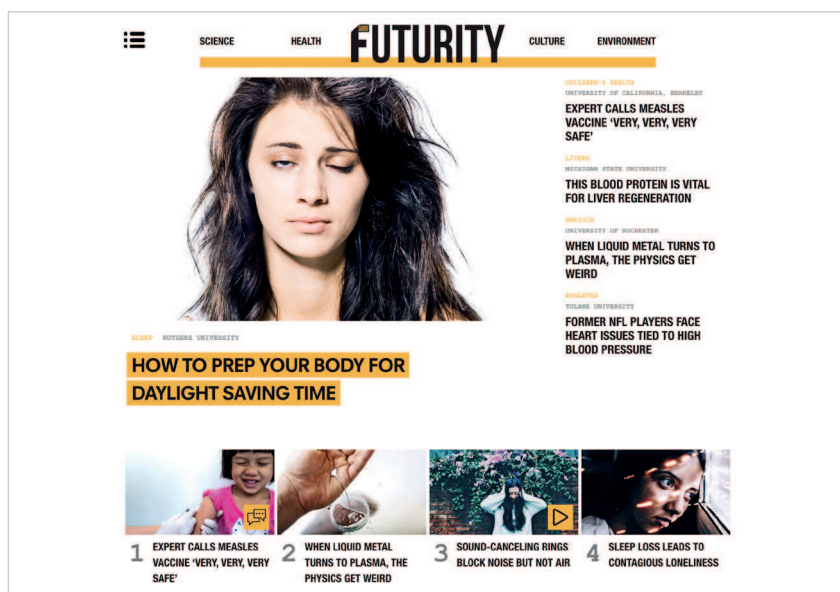 SCIENCE
HEALTH
FUTURITY
CULTURE
ENVIRONMENT
CHILDREN'S HEALTH
UNIVERSITY OF CALIFORNIA, BERKELEY
EXPERT CALLS MEASLES
VACCINE 'VERY, VERY, VERY
SAFE'
LIVERS
MICHIGAN STATE UNIVERSITY
THIS BLOOD PROTEIN IS VITAL
FOR LIVER REGENERATION
PHYSICS
UNIVERSITY OF ROCHESTER
WHEN LIQUID METAL TURNS TO
PLASMA, THE PHYSICS GET
WEIRD
ATHLETES
TULANE UNIVERSITY
FORMER NFL PLAYERS FACE
HEART ISSUES TIED TO HIGH
BLOOD PRESSURE
SLEEP RUTGERS UNIVERSITY
HOW TO PREP YOUR BODY FOR
DAYLIGHT SAVING TIME
1 EXPERT CALLS MEASLES
VACCINE 'VERY, VERY, VERY
SAFE'
2 WHEN LIQUID METAL
TURNS TO PLASMA, THE
PHYSICS GET WEIRD
3 SOUND-CANCELING RINGS
BLOCK NOISE BUT NOT AIR
4 SLEEP LOSS LEADS TO
CONTAGIOUS LONELINESS